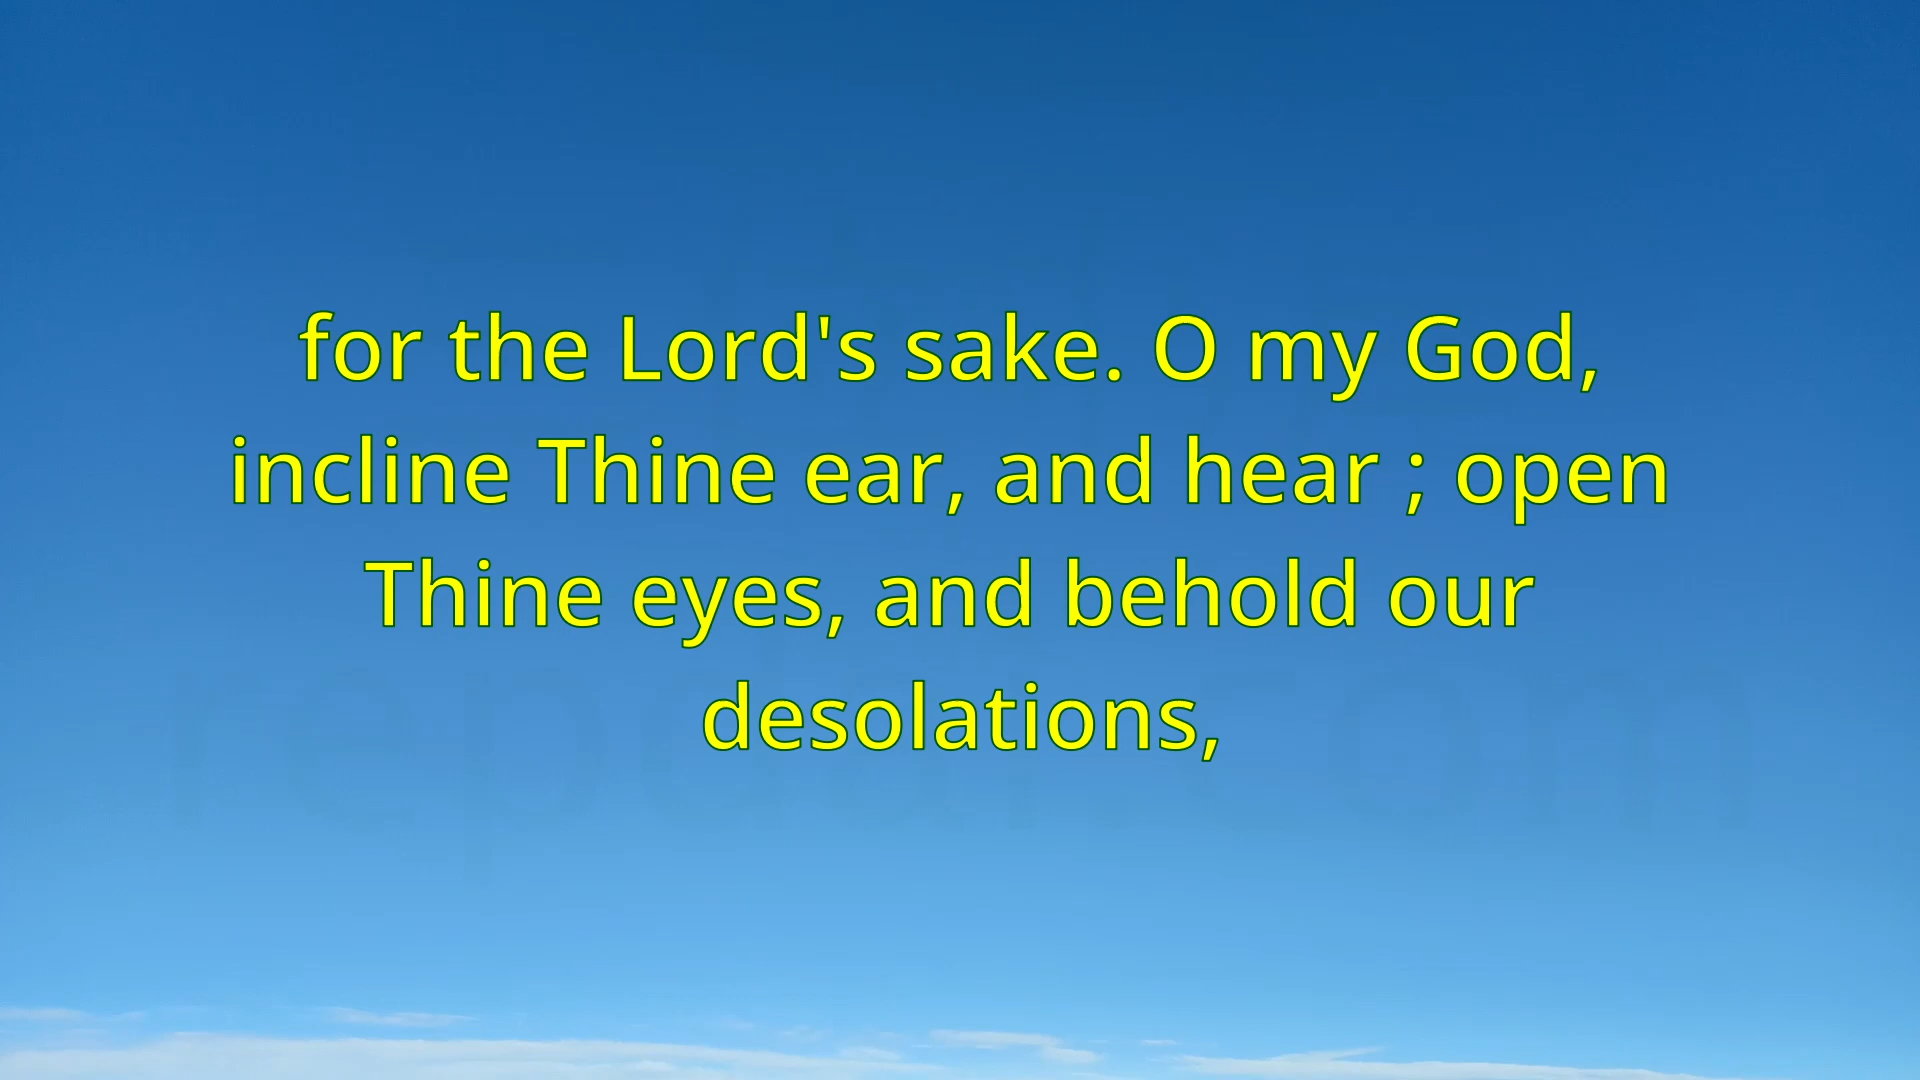 for the Lord's sake. O my God,
incline Thine ear, and hear ; open
Thine eyes, and behold our
desolations,